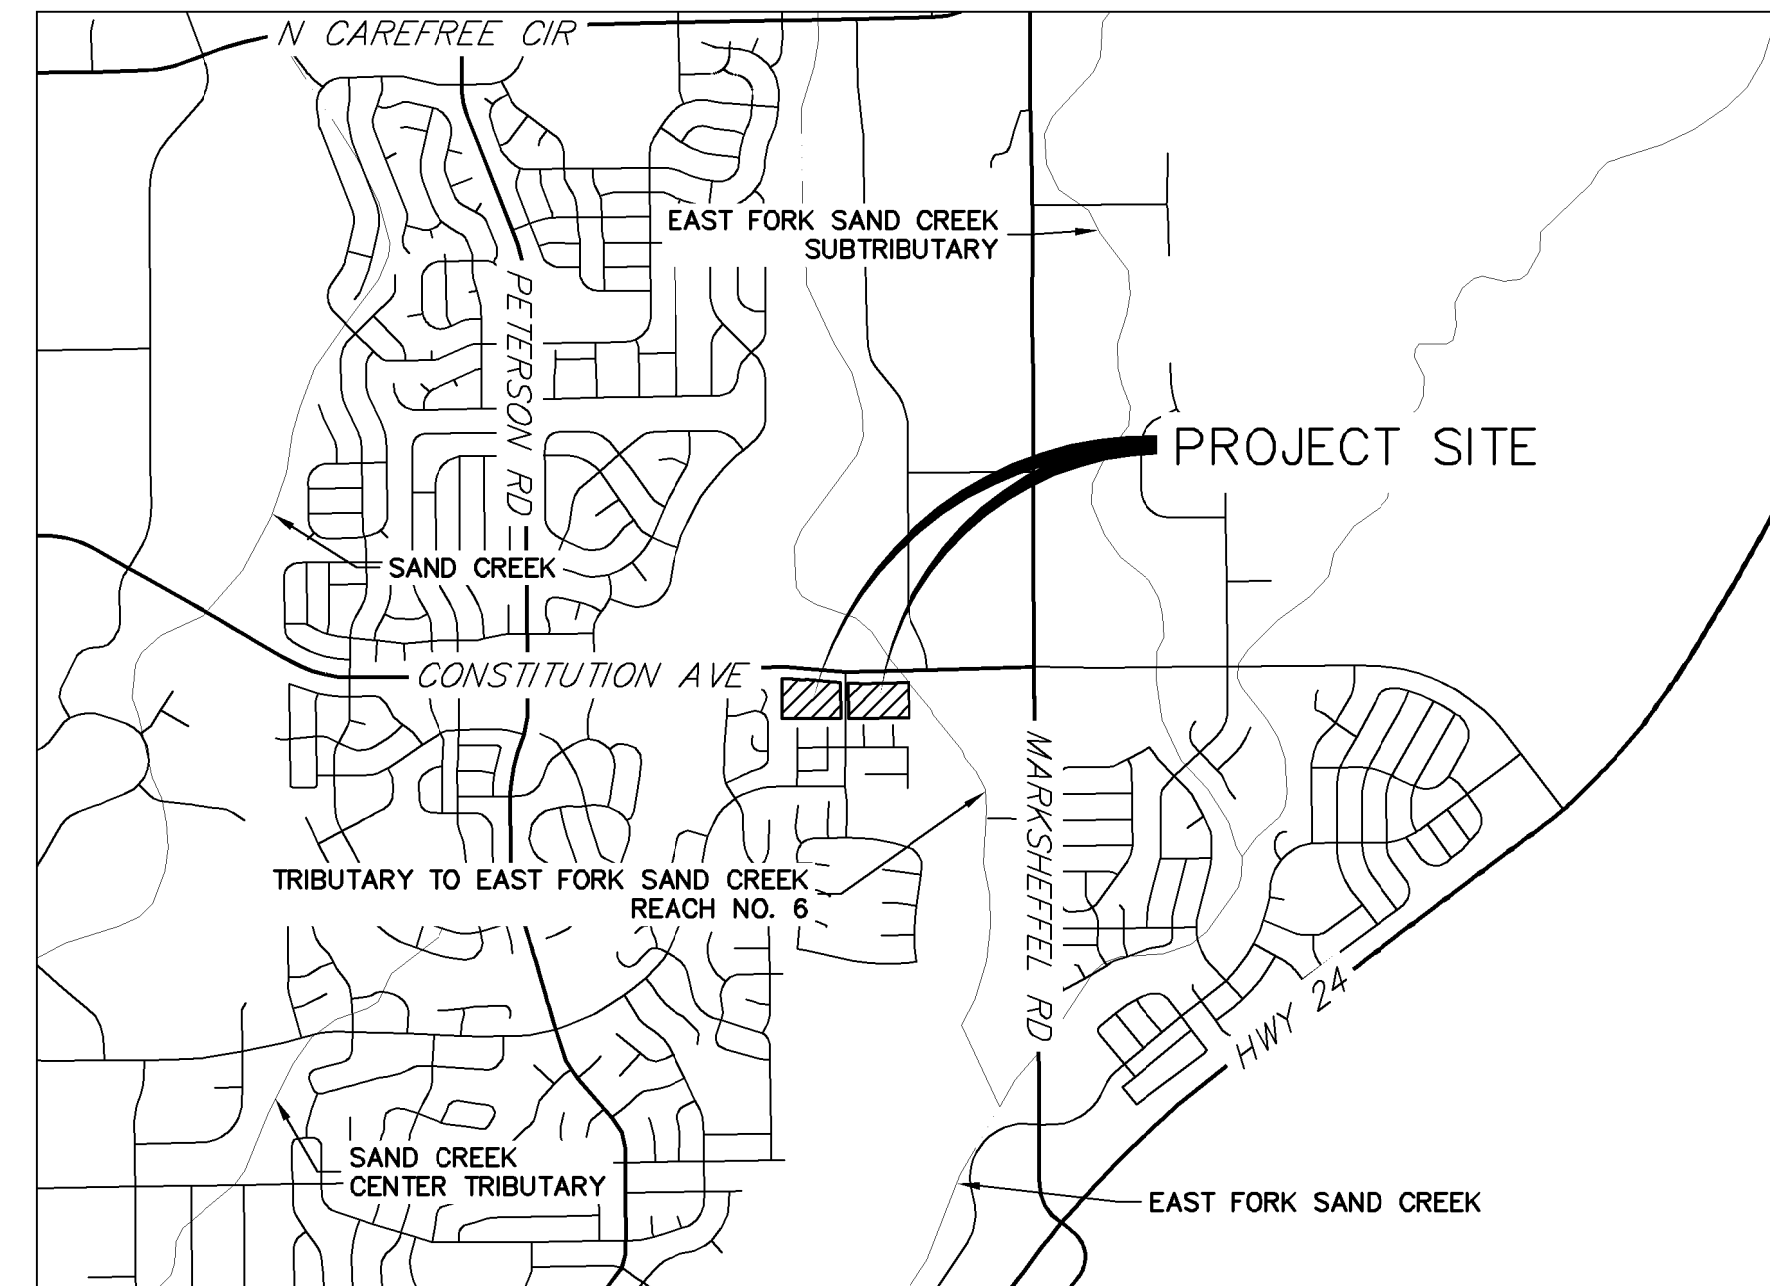 N CAREFREE CIR
EAST FORK SAND CREEK
SUBTRIBUTARY
PETERSON RD
PROJECT SITE
SAND CREEK
CONSTITUTION AVE
MARKSHEFFEL RD
TRIBUTARY TO EAST FORK SAND CREEK
REACH NO. 6
HWY 24
SAND CREEK
CENTER TRIBUTARY
EAST FORK SAND CREEK